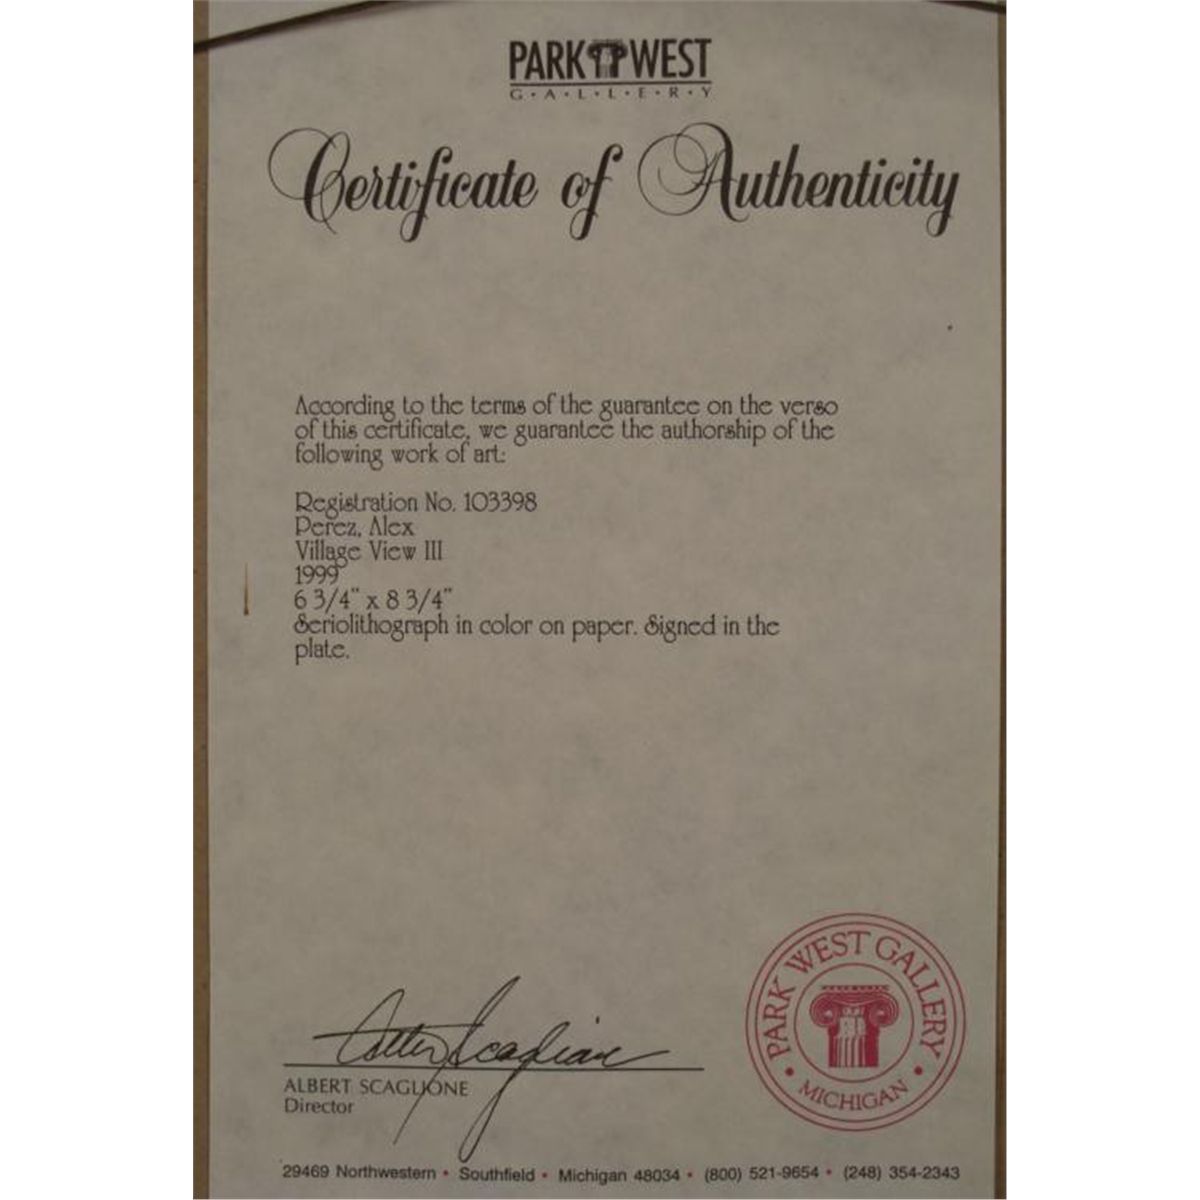 PARK WEST
G·A·L·L·E·R·Y
Certificate of Authenticity
According to the terms of the guarantee on the verso
of this certificate, we guarantee the authorship of the
following work of art:
Registration No. 103398
Perez, Alex
Village View III
1999
6 3/4" x 8 3/4"
Seriolithograph in color on paper. Signed in the
plate.
Albert Scaglione
ALBERT SCAGLIONE
Director
PARK WEST GALLERY
• MICHIGAN •
29469 Northwestern • Southfield • Michigan 48034 • (800) 521-9654 • (248) 354-2343